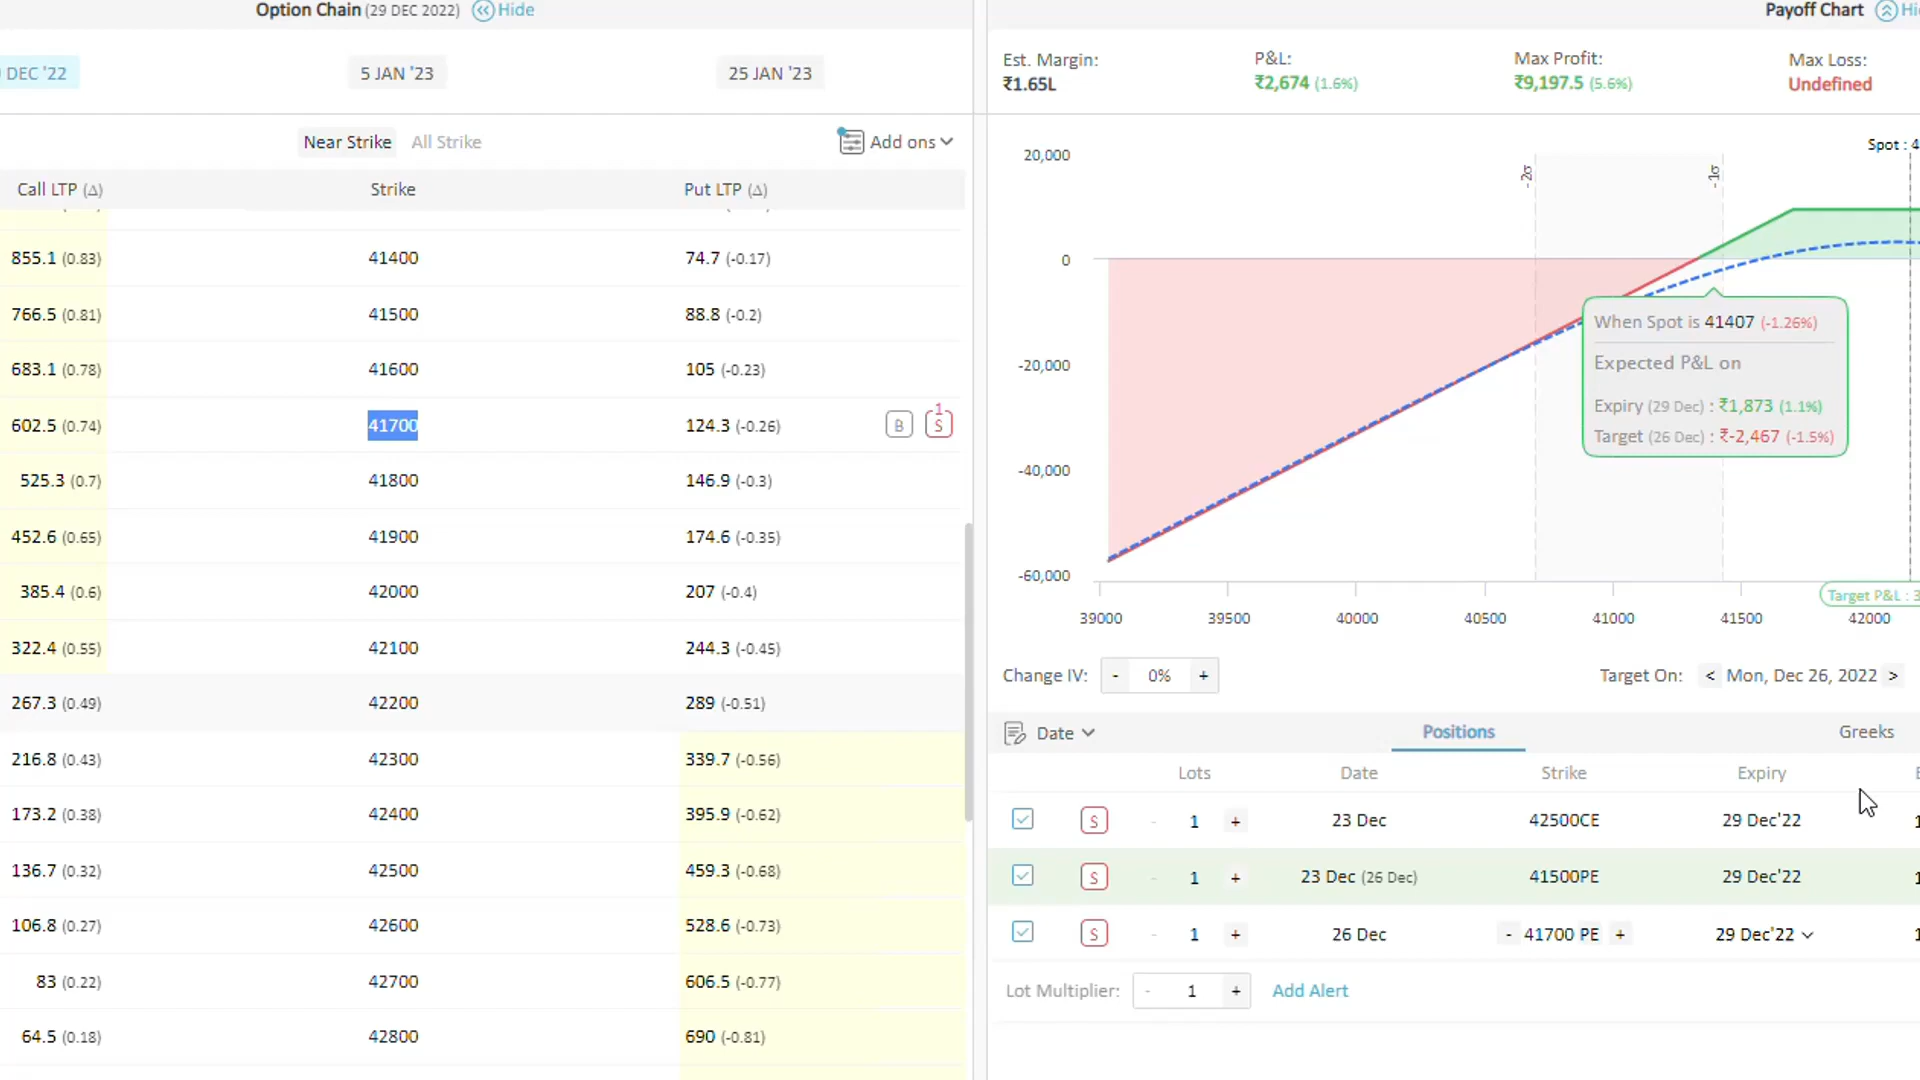 Option Chain (29 DEC 2022) Hide
DEC '22 5 JAN '23 25 JAN '23
Near Strike All Strike Add ons
Call LTP (Δ) Strike Put LTP (Δ)
855.1 (0.83) 41400 74.7 (-0.17)
766.5 (0.81) 41500 88.8 (-0.2)
683.1 (0.78) 41600 105 (-0.23)
602.5 (0.74) 41700 124.3 (-0.26) B S 1
525.3 (0.7) 41800 146.9 (-0.3)
452.6 (0.65) 41900 174.6 (-0.35)
385.4 (0.6) 42000 207 (-0.4)
322.4 (0.55) 42100 244.3 (-0.45)
267.3 (0.49) 42200 289 (-0.51)
216.8 (0.43) 42300 339.7 (-0.56)
173.2 (0.38) 42400 395.9 (-0.62)
136.7 (0.32) 42500 459.3 (-0.68)
106.8 (0.27) 42600 528.6 (-0.73)
83 (0.22) 42700 606.5 (-0.77)
64.5 (0.18) 42800 690 (-0.81)
Payoff Chart
Est. Margin: P&L: Max Profit: Max Loss:
₹1.65L ₹2,674 (1.6%) ₹9,197.5 (5.6%) Undefined
Spot : 4
20,000
-2σ -1σ
0
-20,000
-40,000
-60,000
When Spot is 41407 (-1.26%)
Expected P&L on
Expiry (29 Dec) : ₹1,873 (1.1%)
Target (26 Dec) : ₹-2,467 (-1.5%)
Target P&L : 3
39000 39500 40000 40500 41000 41500 42000
Change IV: - 0% + Target On: < Mon, Dec 26, 2022 >
Date Positions Greeks
Lots Date Strike Expiry
S - 1 + 23 Dec 42500CE 29 Dec'22
S - 1 + 23 Dec (26 Dec) 41500PE 29 Dec'22
S - 1 + 26 Dec - 41700 PE + 29 Dec'22
Lot Multiplier: - 1 + Add Alert